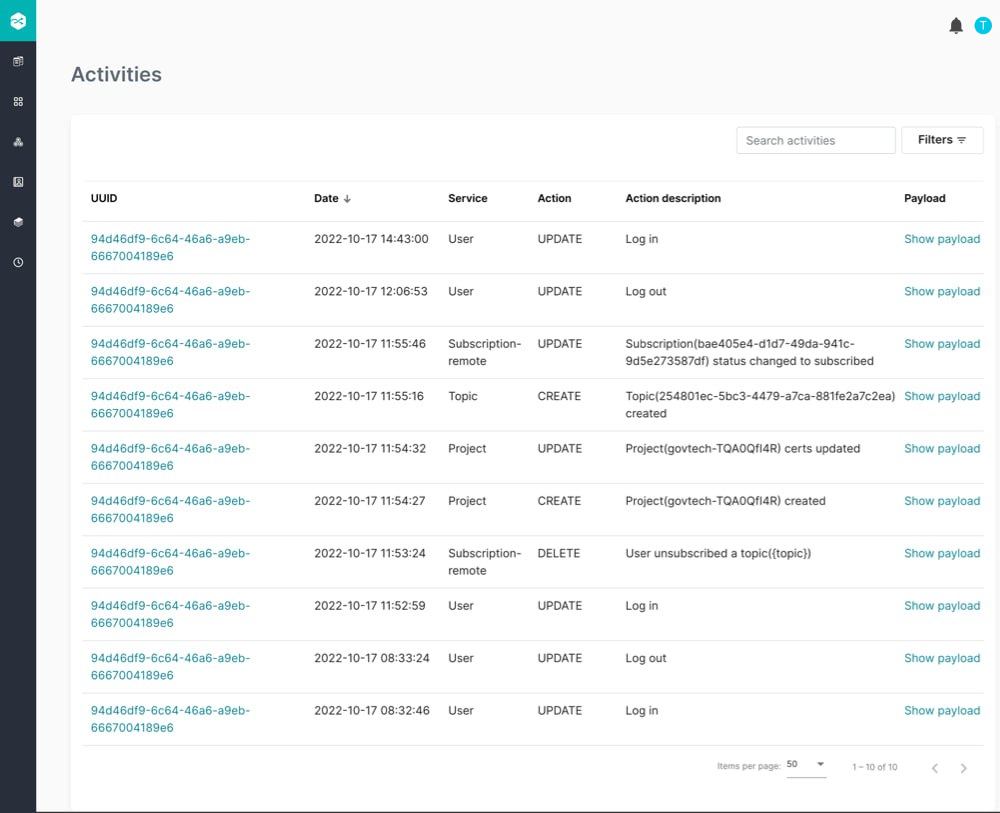 T
Activities
Search activities
Filters
UUID Date Service Action Action description Payload
94d46df9-6c64-46a6-a9eb- 2022-10-17 14:43:00 User UPDATE Log in Show payload
6667004189e6
94d46df9-6c64-46a6-a9eb- 2022-10-17 12:06:53 User UPDATE Log out Show payload
6667004189e6
94d46df9-6c64-46a6-a9eb- 2022-10-17 11:55:46 Subscription- UPDATE Subscription(bae405e4-d1d7-49da-941c- Show payload
6667004189e6 remote 9d5e273587df) status changed to subscribed
94d46df9-6c64-46a6-a9eb- 2022-10-17 11:55:16 Topic CREATE Topic(254801ec-5bc3-4479-a7ca-881fe2a7c2ea) Show payload
6667004189e6 created
94d46df9-6c64-46a6-a9eb- 2022-10-17 11:54:32 Project UPDATE Project(govtech-TQA0QfI4R) certs updated Show payload
6667004189e6
94d46df9-6c64-46a6-a9eb- 2022-10-17 11:54:27 Project CREATE Project(govtech-TQA0QfI4R) created Show payload
6667004189e6
94d46df9-6c64-46a6-a9eb- 2022-10-17 11:53:24 Subscription- DELETE User unsubscribed a topic({topic}) Show payload
6667004189e6 remote
94d46df9-6c64-46a6-a9eb- 2022-10-17 11:52:59 User UPDATE Log in Show payload
6667004189e6
94d46df9-6c64-46a6-a9eb- 2022-10-17 08:33:24 User UPDATE Log out Show payload
6667004189e6
94d46df9-6c64-46a6-a9eb- 2022-10-17 08:32:46 User UPDATE Log in Show payload
6667004189e6
Items per page: 50 1 – 10 of 10